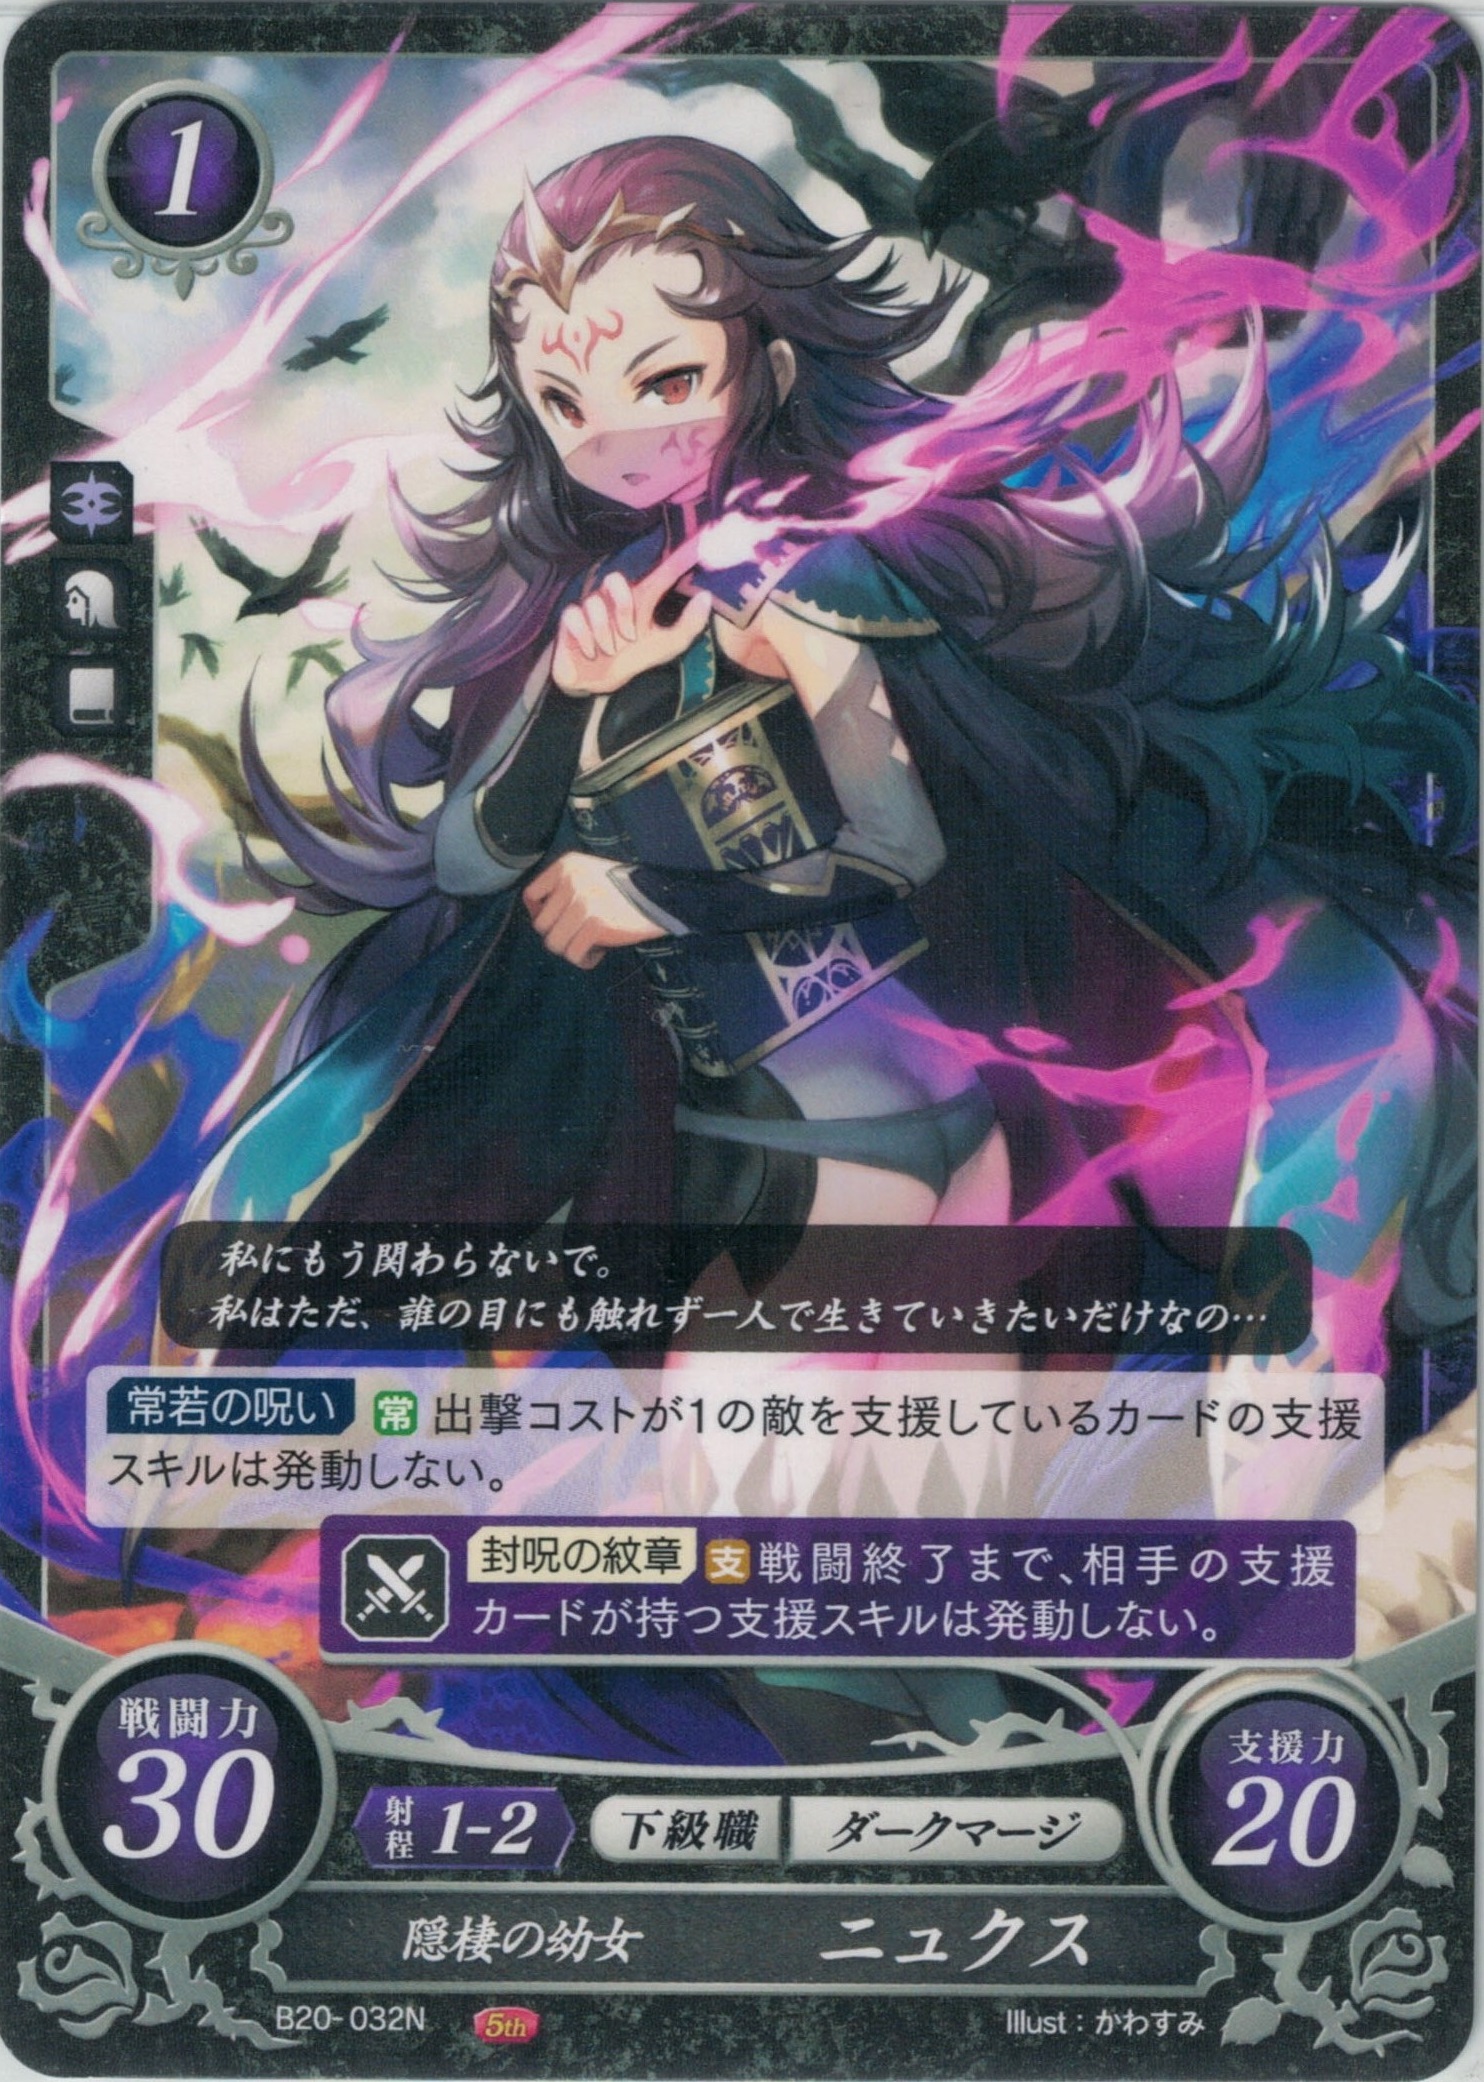 1
私にもう関わらないで。
私はただ、誰の目にも触れず一人で生きていきたいだけなの…
常若の呪い 常 出撃コストが1の敵を支援しているカードの支援
スキルは発動しない。
封呪の紋章 支 戦闘終了まで、相手の支援
カードが持つ支援スキルは発動しない。
戦闘力
30
射程 1-2
下級職 ダークマージ
支援力
20
隠棲の幼女 ニュクス
B20-032N 5th Illust：かわすみ